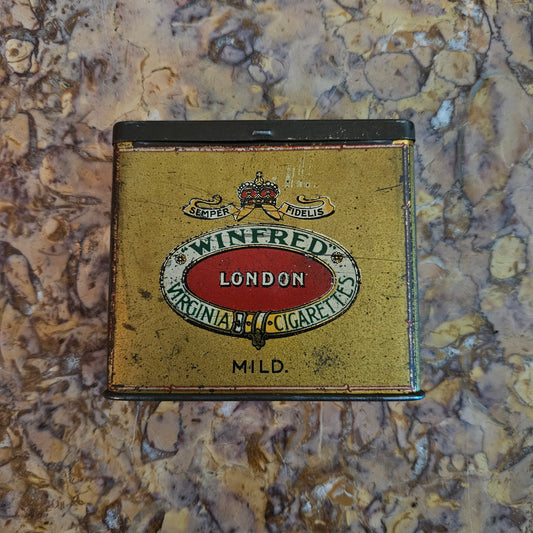 SEMPER FIDELIS
"WINFRED"
LONDON
VIRGINIA CIGARETTES
MILD.